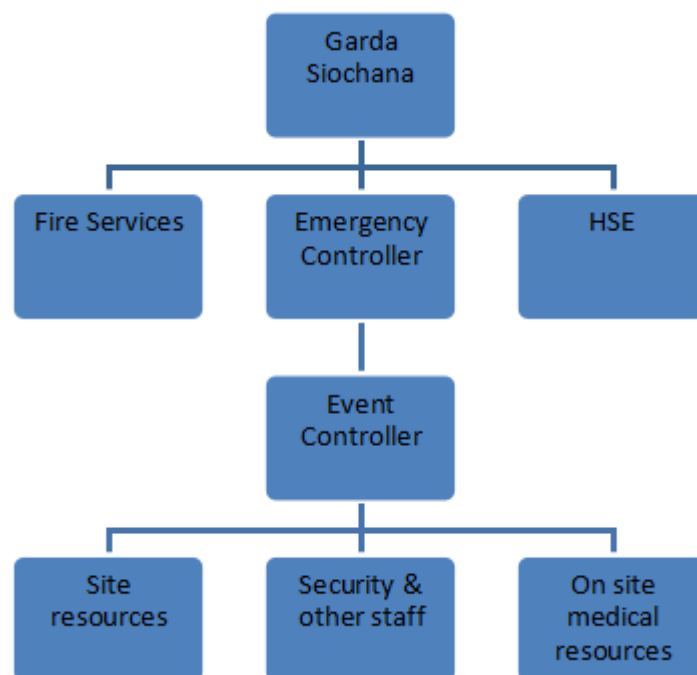 Garda
Siochana
Fire Services
Emergency
Controller
HSE
Event
Controller
Site
resources
Security &
other staff
On site
medical
resources